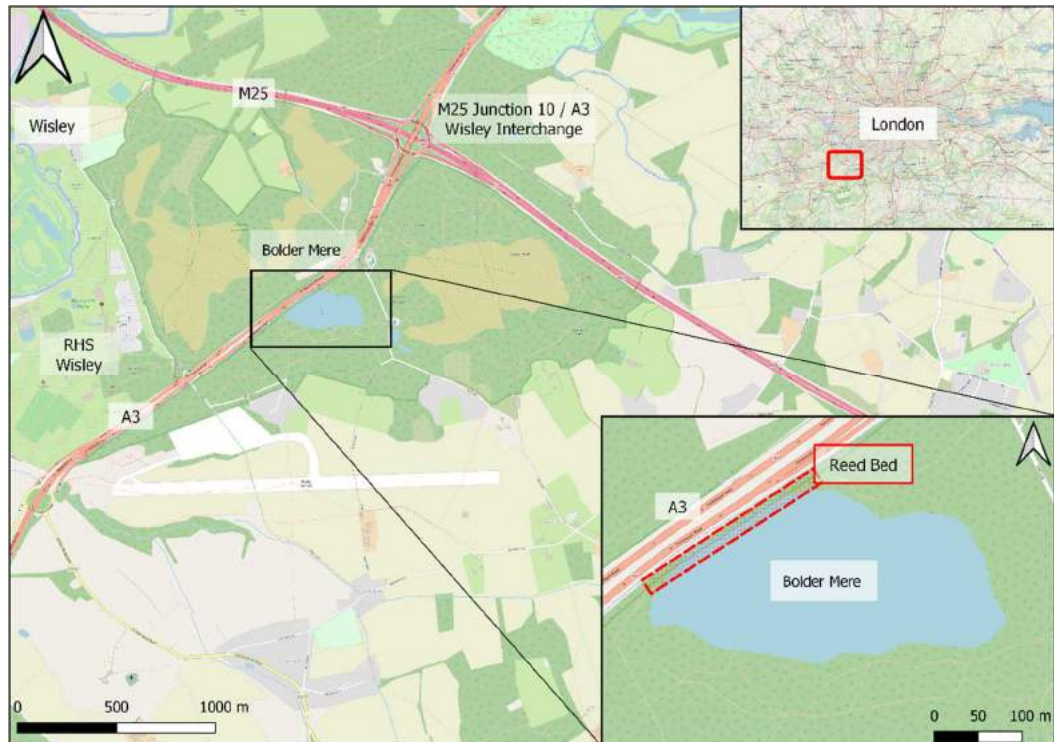 M25
M25 Junction 10 / A3
Wisley Interchange
Wisley
London
Bolder Mere
RHS
Wisley
A3
Reed Bed
A3
Bolder Mere
0 500 1000 m
0 50 100 m